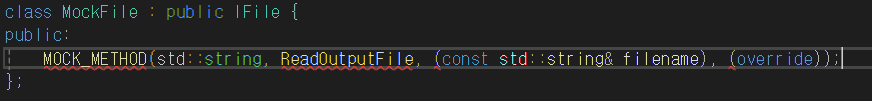 class MockFile : public IFile {
public:
MOCK_METHOD(std::string, ReadOutputFile, (const std::string& filename), (override));
};